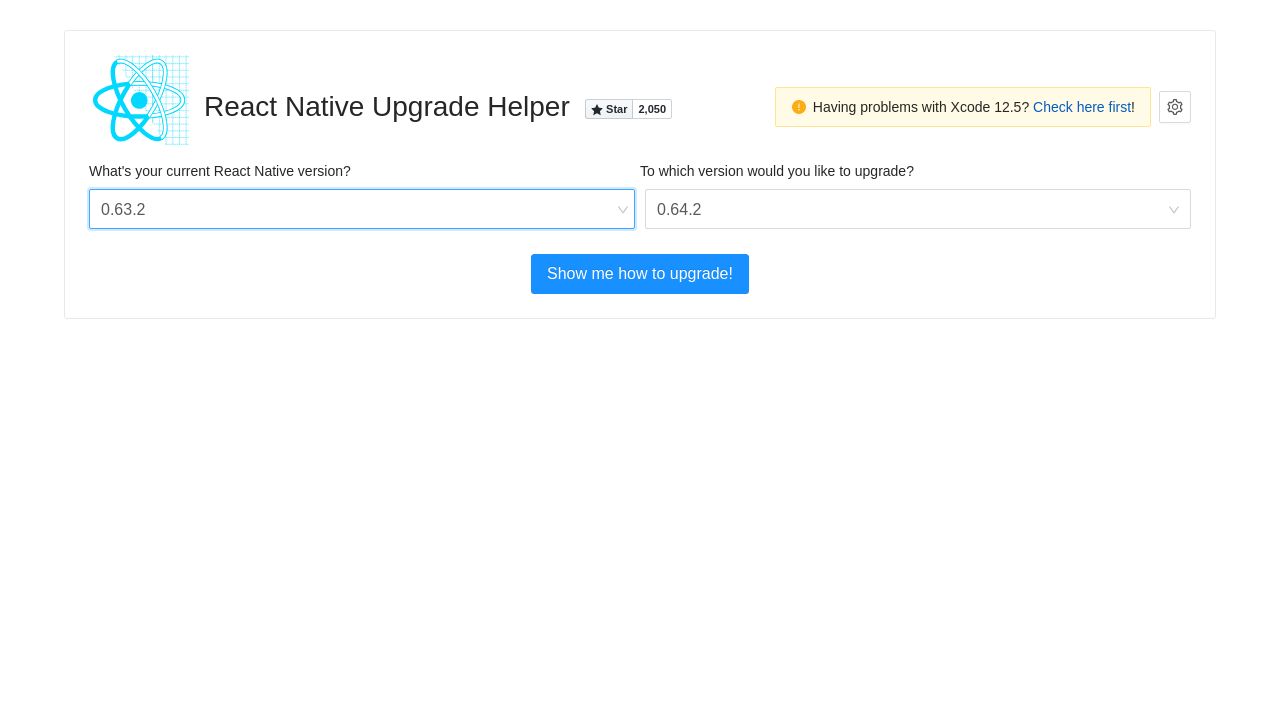 React Native Upgrade Helper
Star 2,050
Having problems with Xcode 12.5? Check here first!
What's your current React Native version?
To which version would you like to upgrade?
0.63.2
0.64.2
Show me how to upgrade!